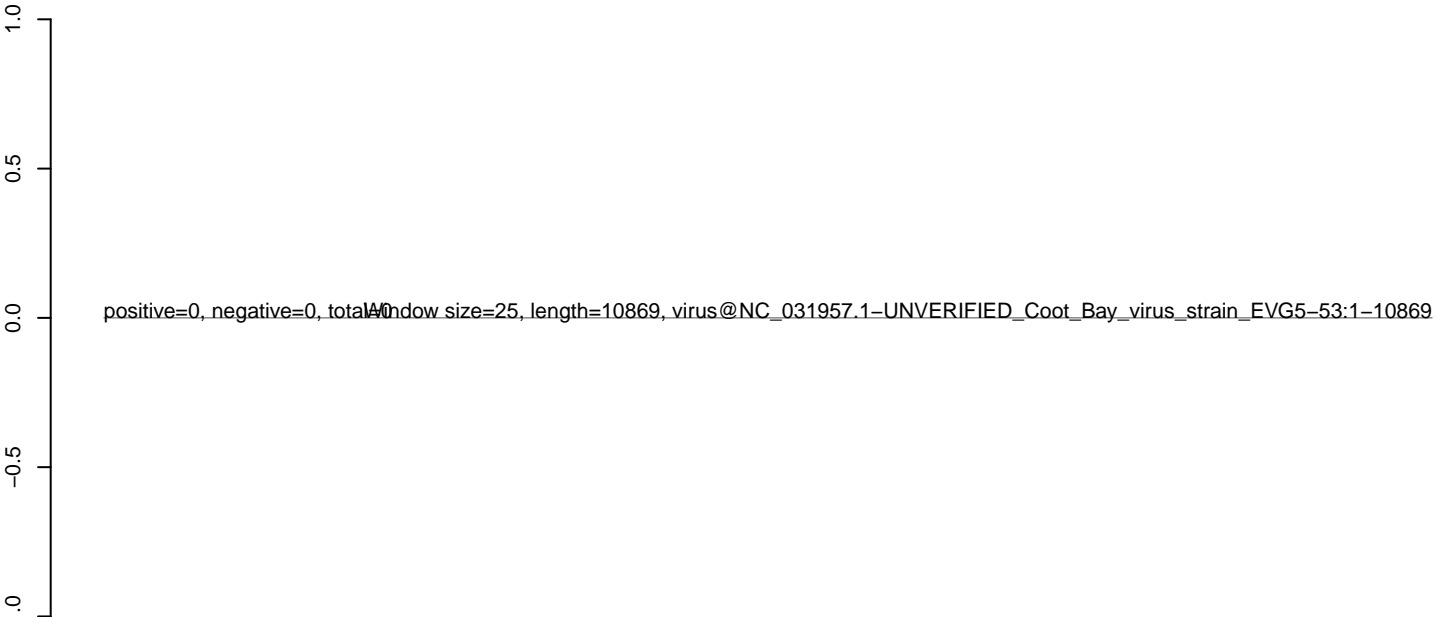 1.0
0.5
positive=0, negative=0, total=0
Window size=25, length=10869, virus@NC_031957.1−UNVERIFIED_Coot_Bay_virus_strain_EVG5−53:1−10869
0.0
−0.5
.0